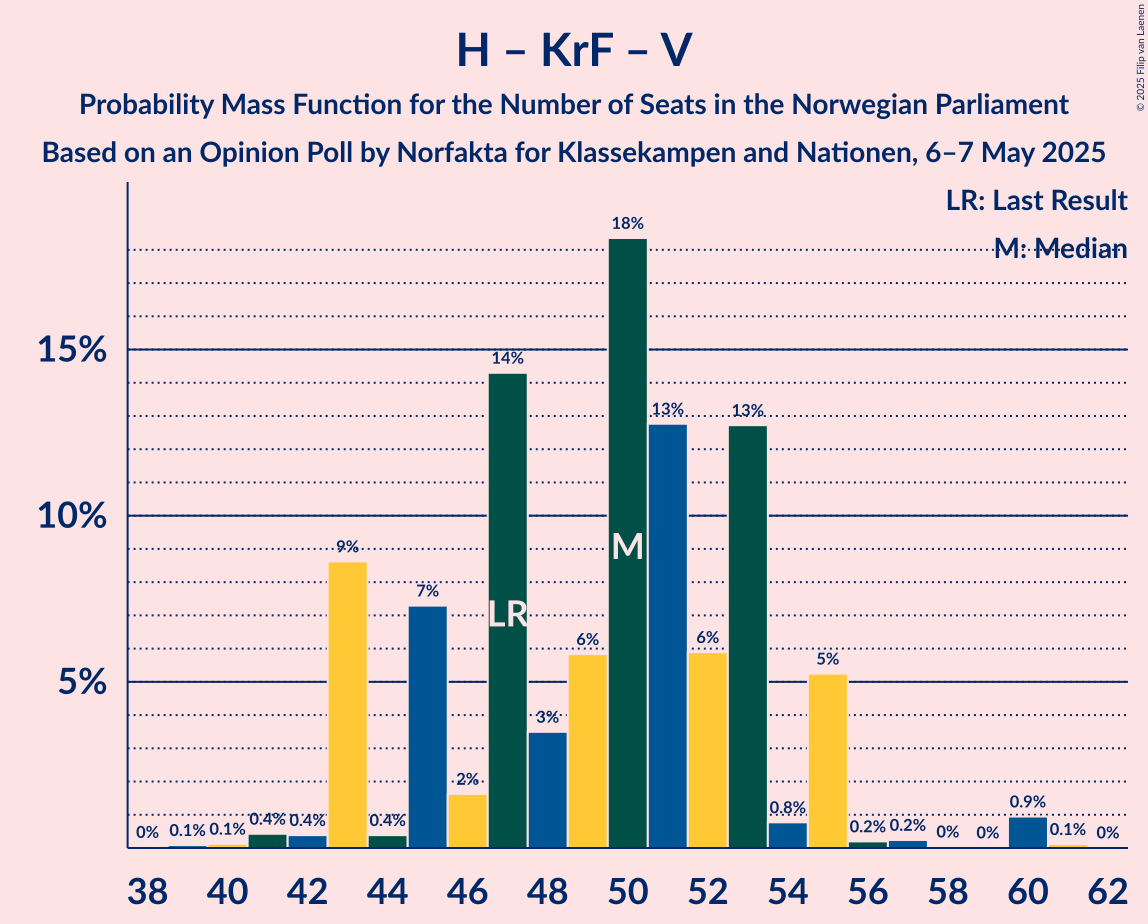 H – KrF – V
Probability Mass Function for the Number of Seats in the Norwegian Parliament
Based on an Opinion Poll by Norfakta for Klassekampen and Nationen, 6–7 May 2025
© 2025 Filip van Laenen
LR: Last Result
M: Median
15%
10%
5%
0% 0.1% 0.1% 0.4% 0.4% 9% 0.4% 7% 2% 14% 3% 6% 18% 13% 6% 13% 0.8% 5% 0.2% 0.2% 0% 0% 0.9% 0.1% 0%
LR
M
38 40 42 44 46 48 50 52 54 56 58 60 62